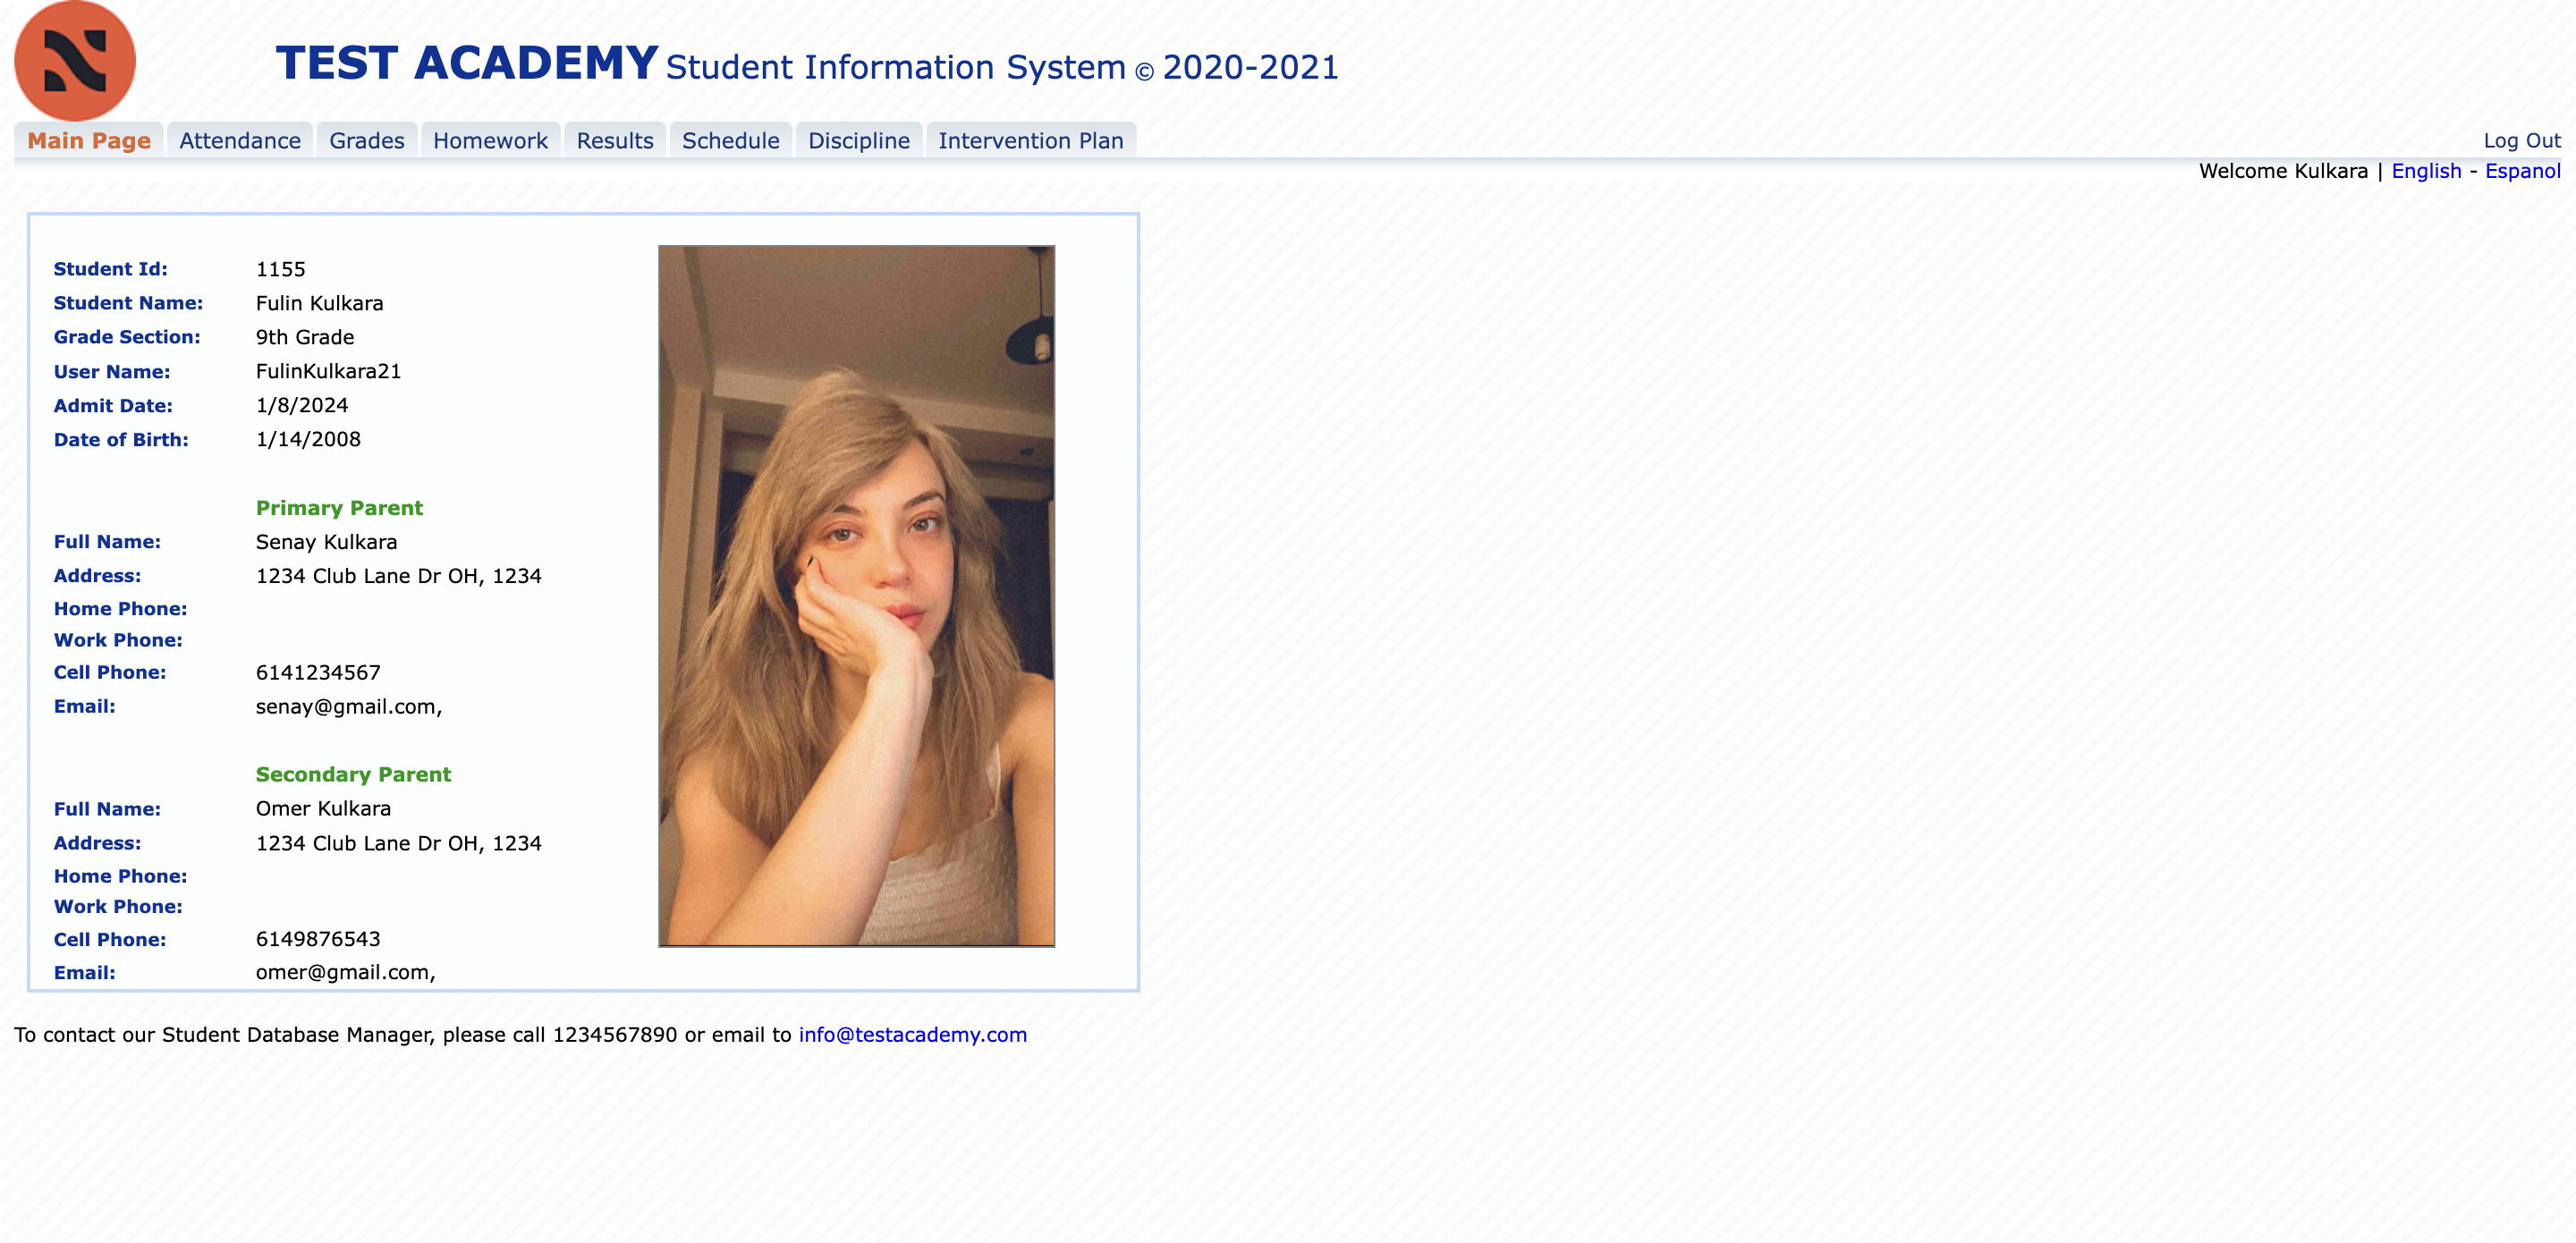 TEST ACADEMY Student Information System © 2020-2021
Main Page Attendance Grades Homework Results Schedule Discipline Intervention Plan Log Out
Welcome Kulkara | English - Espanol
Student Id: 1155
Student Name: Fulin Kulkara
Grade Section: 9th Grade
User Name: FulinKulkara21
Admit Date: 1/8/2024
Date of Birth: 1/14/2008
Primary Parent
Full Name: Senay Kulkara
Address: 1234 Club Lane Dr OH, 1234
Home Phone:
Work Phone:
Cell Phone: 6141234567
Email: senay@gmail.com,
Secondary Parent
Full Name: Omer Kulkara
Address: 1234 Club Lane Dr OH, 1234
Home Phone:
Work Phone:
Cell Phone: 6149876543
Email: omer@gmail.com,
To contact our Student Database Manager, please call 1234567890 or email to info@testacademy.com